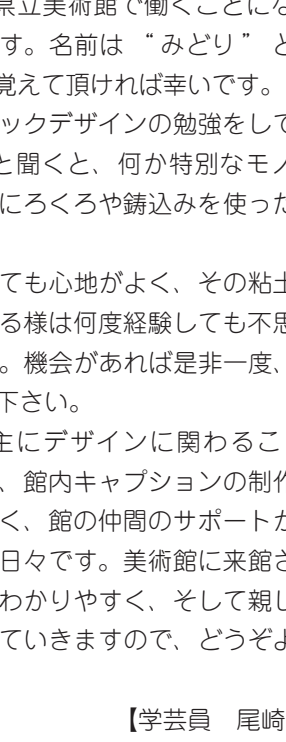 県立美術館で働くことにな
す。名前は“みどり”と
覚えて頂ければ幸いです。
ックデザインの勉強をして
と聞くと、何か特別なモノ
にろくろや鋳込みを使った
ても心地がよく、その粘土
る様は何度経験しても不思
。機会があれば是非一度、
下さい。
主にデザインに関わるこ
、館内キャプションの制作
く、館の仲間のサポートが
日々です。美術館に来館さ
わかりやすく、そして親し
ていきますので、どうぞよ
【学芸員　尾崎